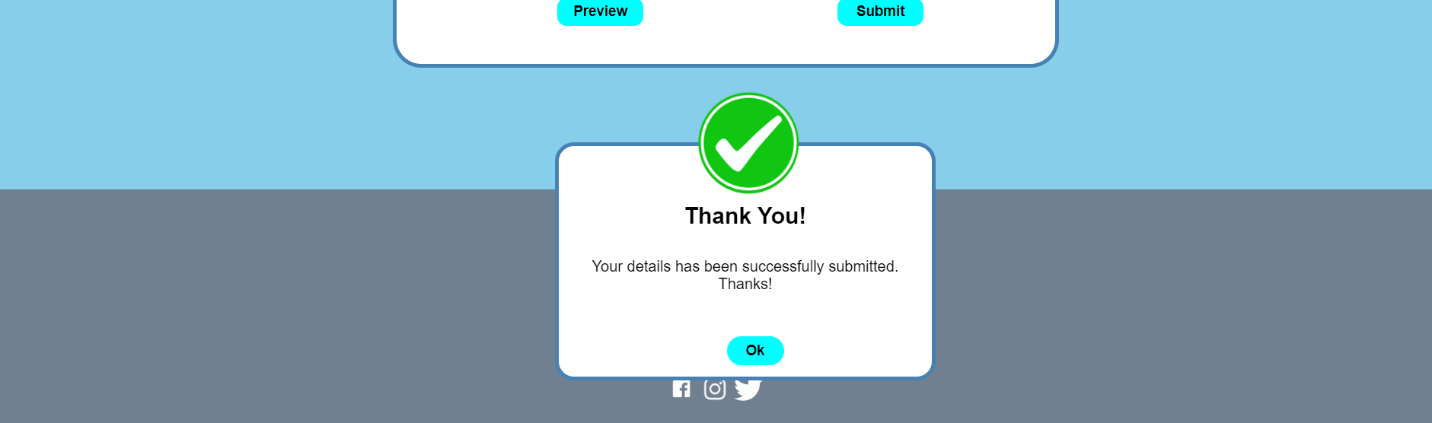 Preview
Submit
Thank You!
Your details has been successfully submitted.
Thanks!
Ok